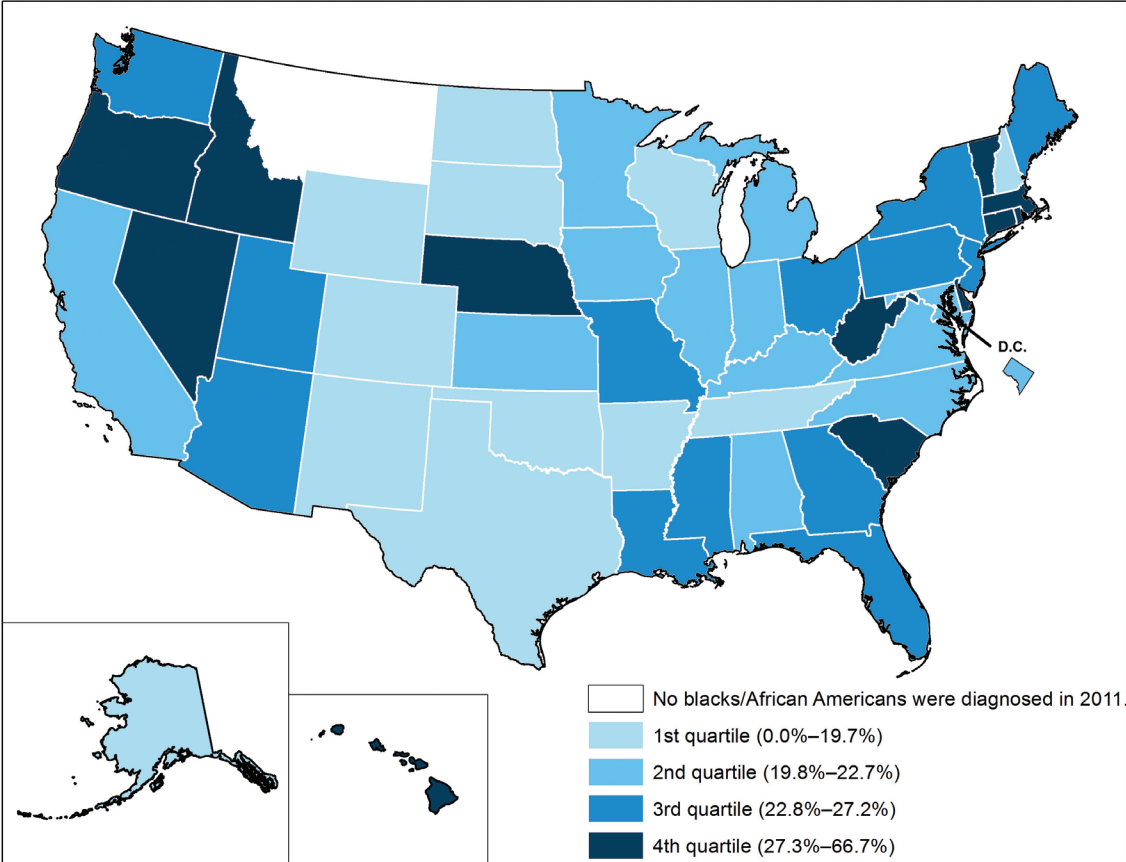 D.C.
No blacks/African Americans were diagnosed in 2011.
1st quartile (0.0%–19.7%)
2nd quartile (19.8%–22.7%)
3rd quartile (22.8%–27.2%)
4th quartile (27.3%–66.7%)